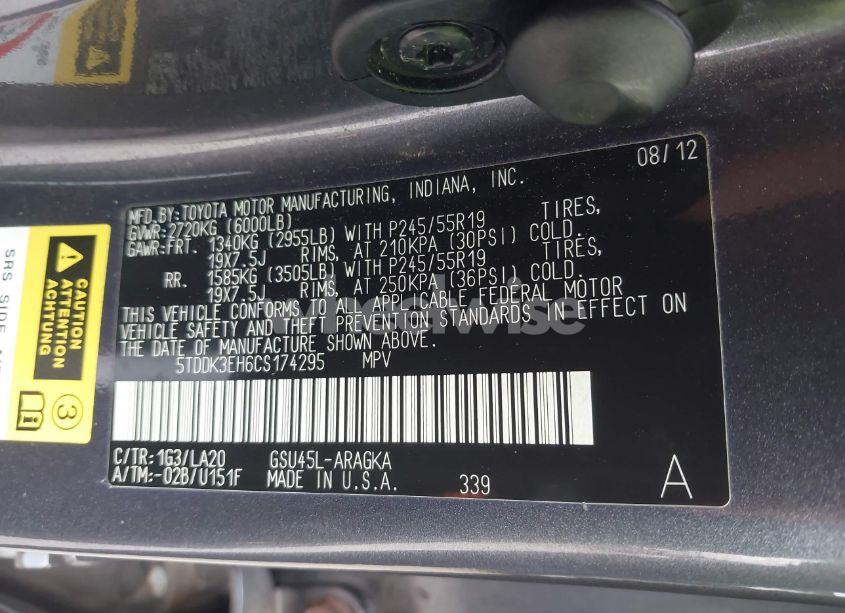 08/12
MFD.BY:TOYOTA MOTOR MANUFACTURING, INDIANA, INC.
GVWR:2720KG (6000LB)
GAWR:FRT. 1340KG (2955LB) WITH P245/55R19 TIRES,
19X7.5J RIMS, AT 210KPA (30PSI) COLD.
RR. 1585KG (3505LB) WITH P245/55R19 TIRES,
19X7.5J RIMS, AT 250KPA (36PSI) COLD.
THIS VEHICLE CONFORMS TO ALL APPLICABLE FEDERAL MOTOR
VEHICLE SAFETY AND THEFT PREVENTION STANDARDS IN EFFECT ON
THE DATE OF MANUFACTURE SHOWN ABOVE.
5TDDK3EH6CS174295 MPV
C/TR:1G3/LA20 GSU45L-ARAGKA
A/TM:-02B/U151F MADE IN U.S.A. 339 A
wheelwise
CAUTION
ATTENTION
ACHTUNG
3
SRS SIDE